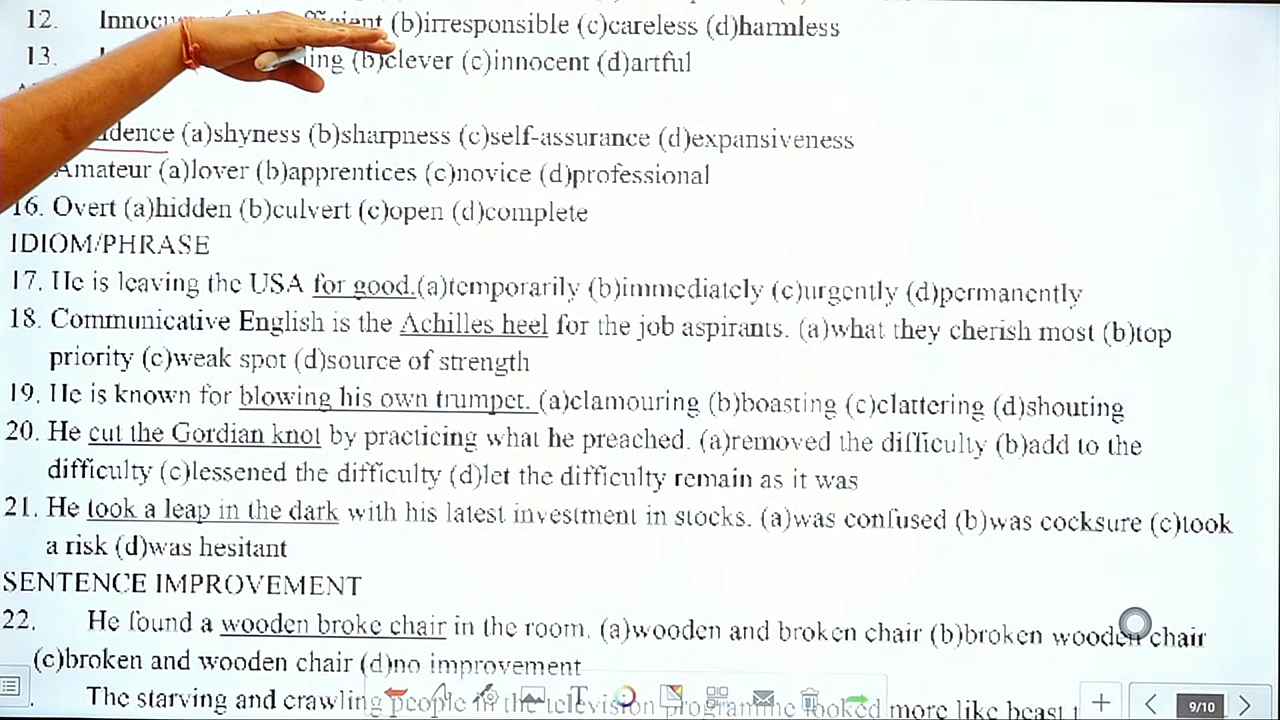 12. (b)irresponsible (c)careless (d)harmless
13. (b)clever (c)innocent (d)artful
(a)shyness (b)sharpness (c)self-assurance (d)expansiveness
Amateur (a)lover (b)apprentices (c)novice (d)professional
16. Overt (a)hidden (b)culvert (c)open (d)complete
IDIOM/PHRASE
17. He is leaving the USA for good.(a)temporarily (b)immediately (c)urgently (d)permanently
18. Communicative English is the Achilles heel for the job aspirants. (a)what they cherish most (b)top
priority (c)weak spot (d)source of strength
19. He is known for blowing his own trumpet. (a)clamouring (b)boasting (c)clattering (d)shouting
20. He cut the Gordian knot by practicing what he preached. (a)removed the difficulty (b)add to the
difficulty (c)lessened the difficulty (d)let the difficulty remain as it was
21. He took a leap in the dark with his latest investment in stocks. (a)was confused (b)was cocksure (c)took
a risk (d)was hesitant
SENTENCE IMPROVEMENT
22. He found a wooden broke chair in the room. (a)wooden and broken chair (b)broken wooden chair
(c)broken and wooden chair (d)no improvement
The starving and crawling people in the television programme looked more like beast
9/10